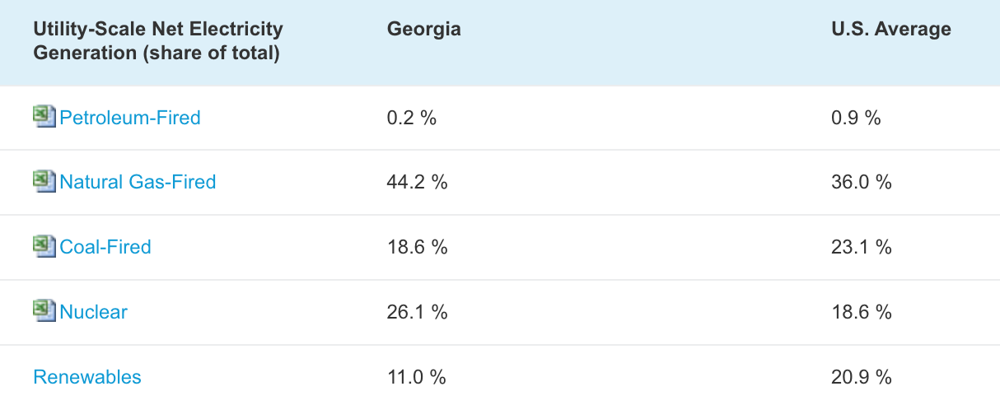 Utility-Scale Net Electricity Generation (share of total) Georgia U.S. Average
Petroleum-Fired 0.2 % 0.9 %
Natural Gas-Fired 44.2 % 36.0 %
Coal-Fired 18.6 % 23.1 %
Nuclear 26.1 % 18.6 %
Renewables 11.0 % 20.9 %